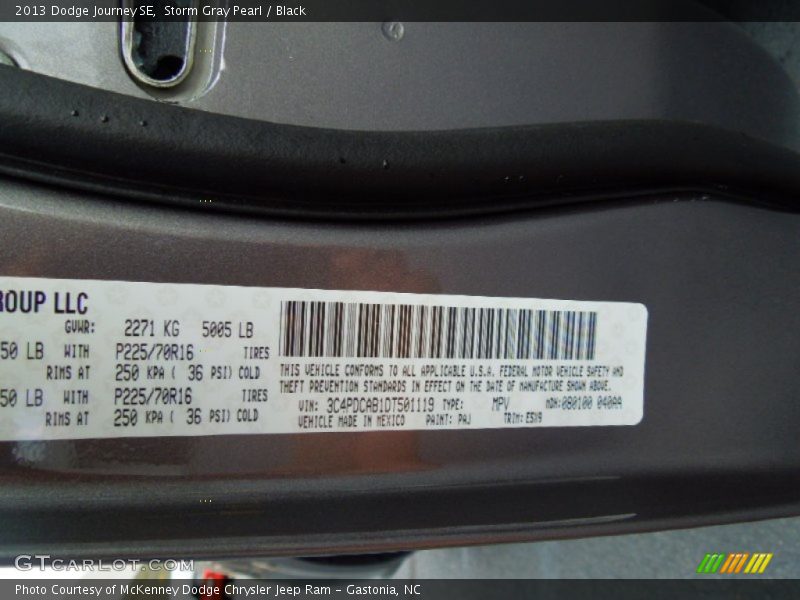 2013 Dodge Journey SE, Storm Gray Pearl / Black
ROUP LLC
GVWR: 2271 KG 5005 LB
50 LB WITH P225/70R16 TIRES
RIMS AT 250 KPA ( 36 PSI) COLD
50 LB WITH P225/70R16 TIRES
RIMS AT 250 KPA ( 36 PSI) COLD
THIS VEHICLE CONFORMS TO ALL APPLICABLE U.S.A. FEDERAL MOTOR VEHICLE SAFETY AND
THEFT PREVENTION STANDARDS IN EFFECT ON THE DATE OF MANUFACTURE SHOWN ABOVE.
VIN: 3C4PDCAB1DT501119 TYPE: MPV MDH: 080100 040AA
VEHICLE MADE IN MEXICO PAINT: PAJ TRIM:
GTCarLot.com
Photo Courtesy of McKenney Dodge Chrysler Jeep Ram - Gastonia, NC